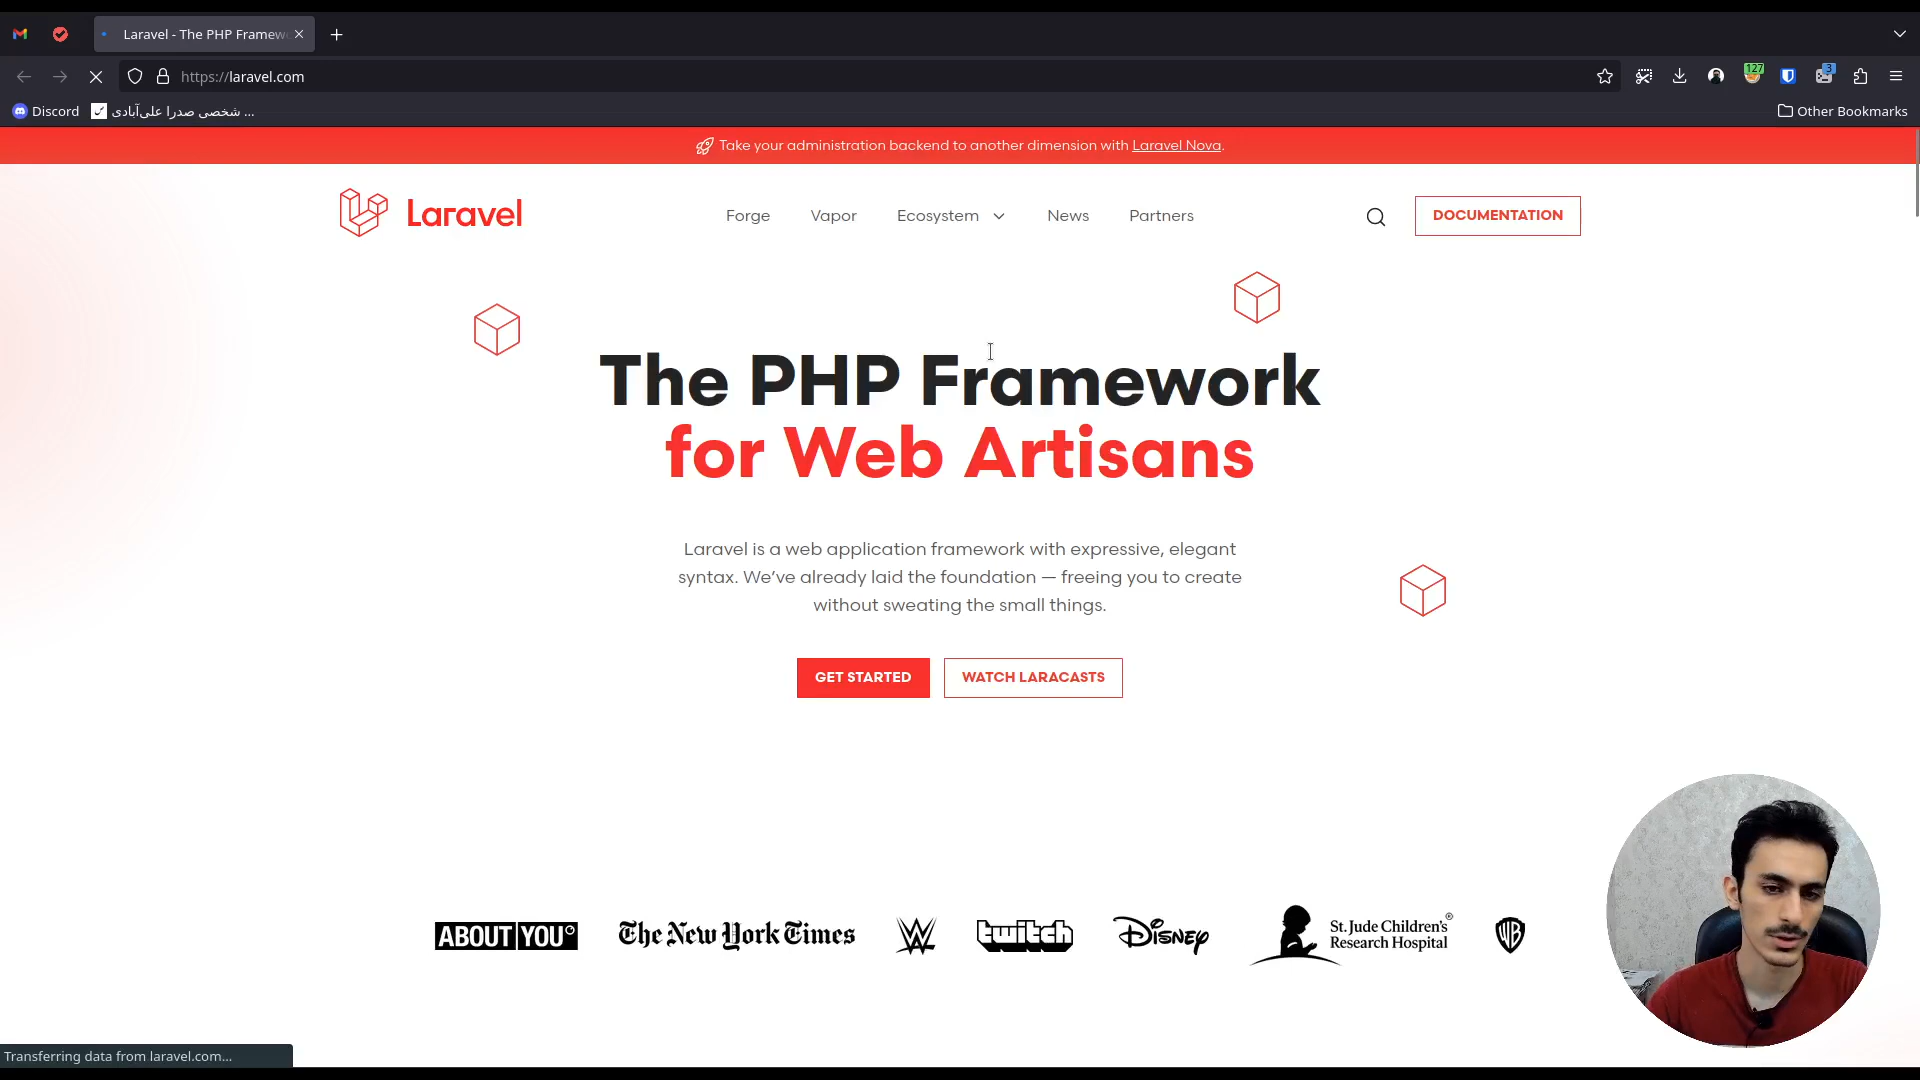 Laravel - The PHP Framew
https://laravel.com
127
3
Discord
شخصی صدرا علی‌آبادی ...
Other Bookmarks
Take your administration backend to another dimension with Laravel Nova.
Laravel
Forge
Vapor
Ecosystem
News
Partners
DOCUMENTATION
The PHP Framework
for Web Artisans
Laravel is a web application framework with expressive, elegant
syntax. We’ve already laid the foundation — freeing you to create
without sweating the small things.
GET STARTED
WATCH LARACASTS
ABOUT YOU
The New York Times
W
twitch
Disney
St. Jude Children's®
Research Hospital
WB
Transferring data from laravel.com...